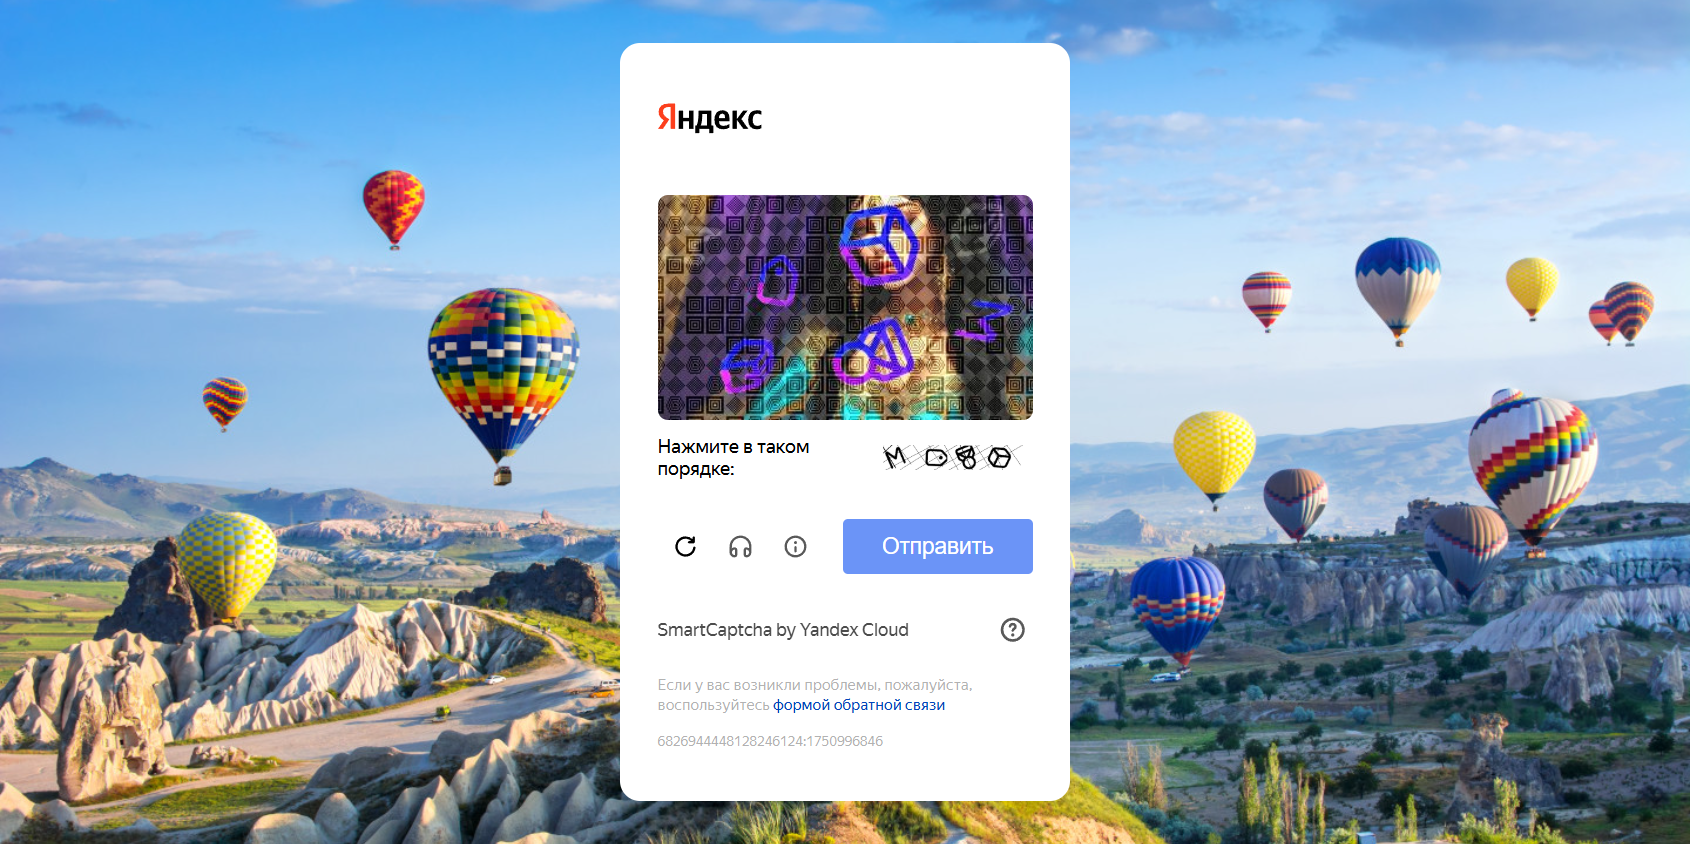 Яндекс
Нажмите в таком
порядке:
Отправить
SmartCaptcha by Yandex Cloud
Если у вас возникли проблемы, пожалуйста,
воспользуйтесь формой обратной связи
6826944448128246124:1750996846